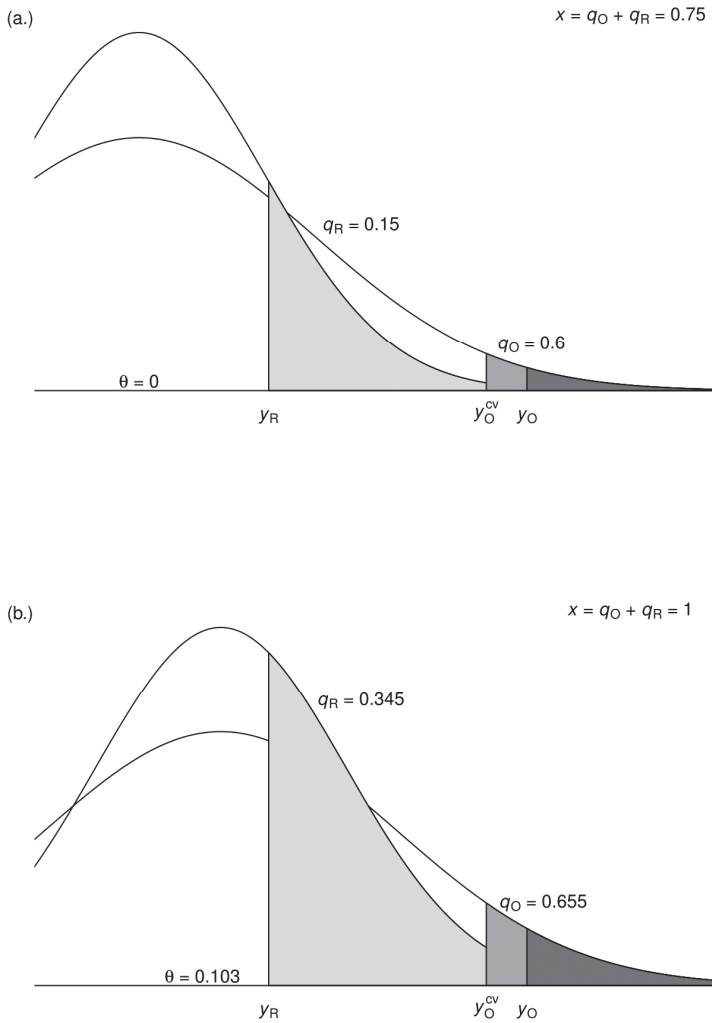 (a.)
x = qO + qR = 0.75
qR = 0.15
qO = 0.6
θ = 0
yR yOcv yO
(b.)
x = qO + qR = 1
qR = 0.345
qO = 0.655
θ = 0.103
yR yOcv yO